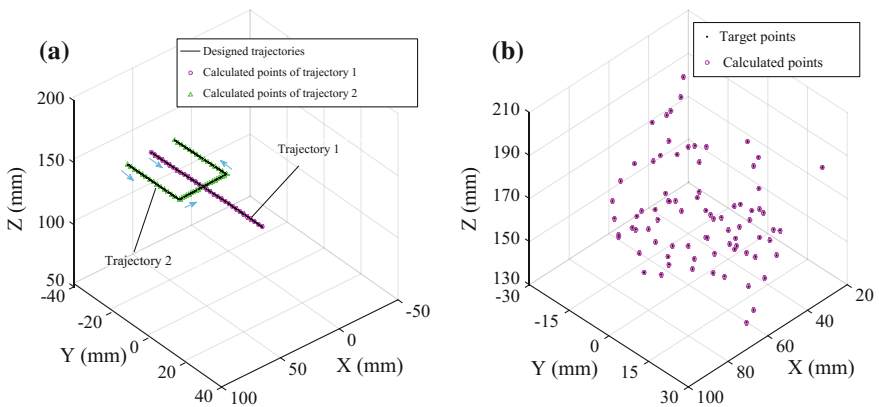 (a)
Designed trajectories
Calculated points of trajectory 1
Calculated points of trajectory 2
200
150
100
50
Z (mm)
Trajectory 1
Trajectory 2
-40
-20
0
20
40
Y (mm)
100
50
0
-50
X (mm)
(b)
Target points
Calculated points
210
190
170
150
130
Z (mm)
-30
-15
0
15
30
Y (mm)
100
80
60
40
20
X (mm)